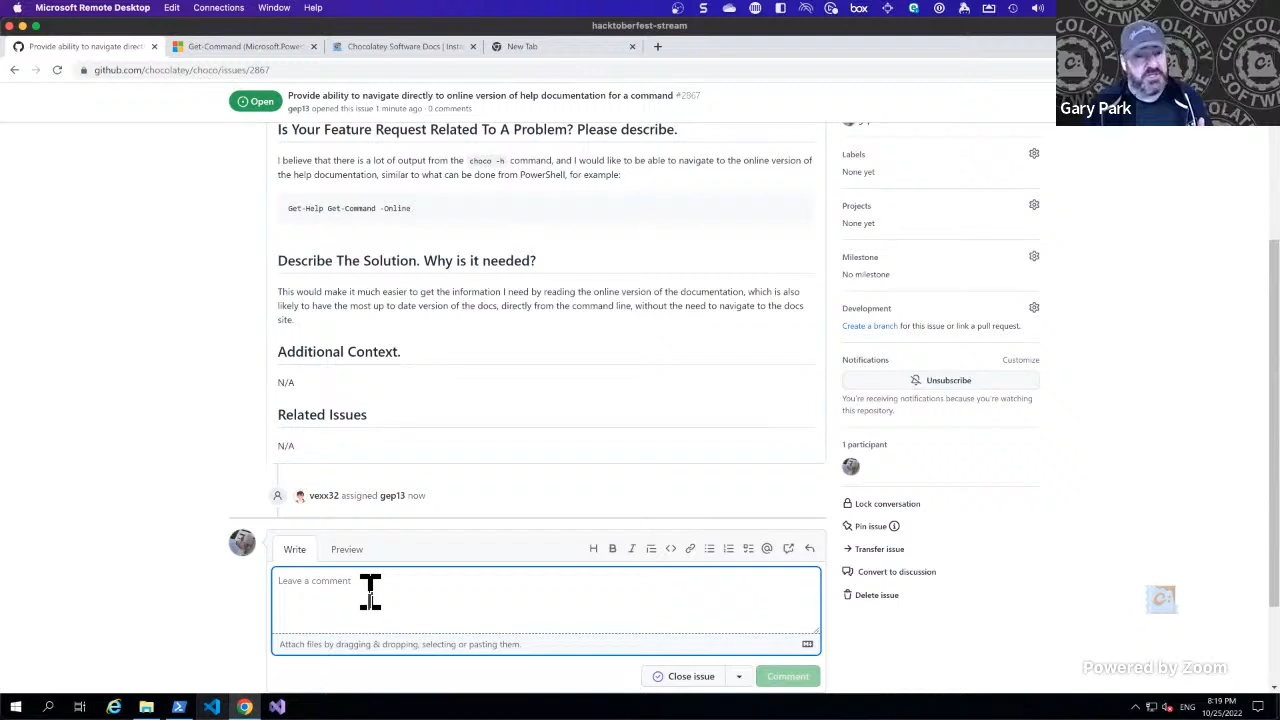 hacktoberfest-stream
Provide ability to navigate direct
Get-Command (Microsoft.Power
Chocolatey Software Docs | Insta
New Tab
github.com/chocolatey/choco/issues/2867
Open
Provide ability to navigate directly to online version of help documentation for a command #2867
gep13 opened this issue 1 minute ago · 0 comments
Is Your Feature Request Related To A Problem? Please describe.
I believe that there is a lot of output from the choco -h command, and I would like to be able to navigate to the online version of
the help documentation, similar to what can be done from PowerShell, for example:
Get-Help Get-Command -Online
Describe The Solution. Why is it needed?
This would make it much easier to get the information I need by reading the online version of the documentation, which is also
likely to have the most up to date version of the docs, directly from the command line, without the need to navigate to the docs
site.
Additional Context.
N/A
Related Issues
N/A
vexx32 assigned gep13 now
Write
Preview
Leave a comment
Attach files by dragging & dropping, selecting or pasting them.
Close issue
Comment
Labels
None yet
Projects
None yet
Milestone
No milestone
Development
Create a branch for this issue or link a pull request.
Notifications
Customize
Unsubscribe
You're receiving notifications because you're watching
this repository.
1 participant
Lock conversation
Pin issue
Transfer issue
Convert to discussion
Delete issue
Gary Park
Powered by Zoom
ENG
8:19 PM
10/25/2022